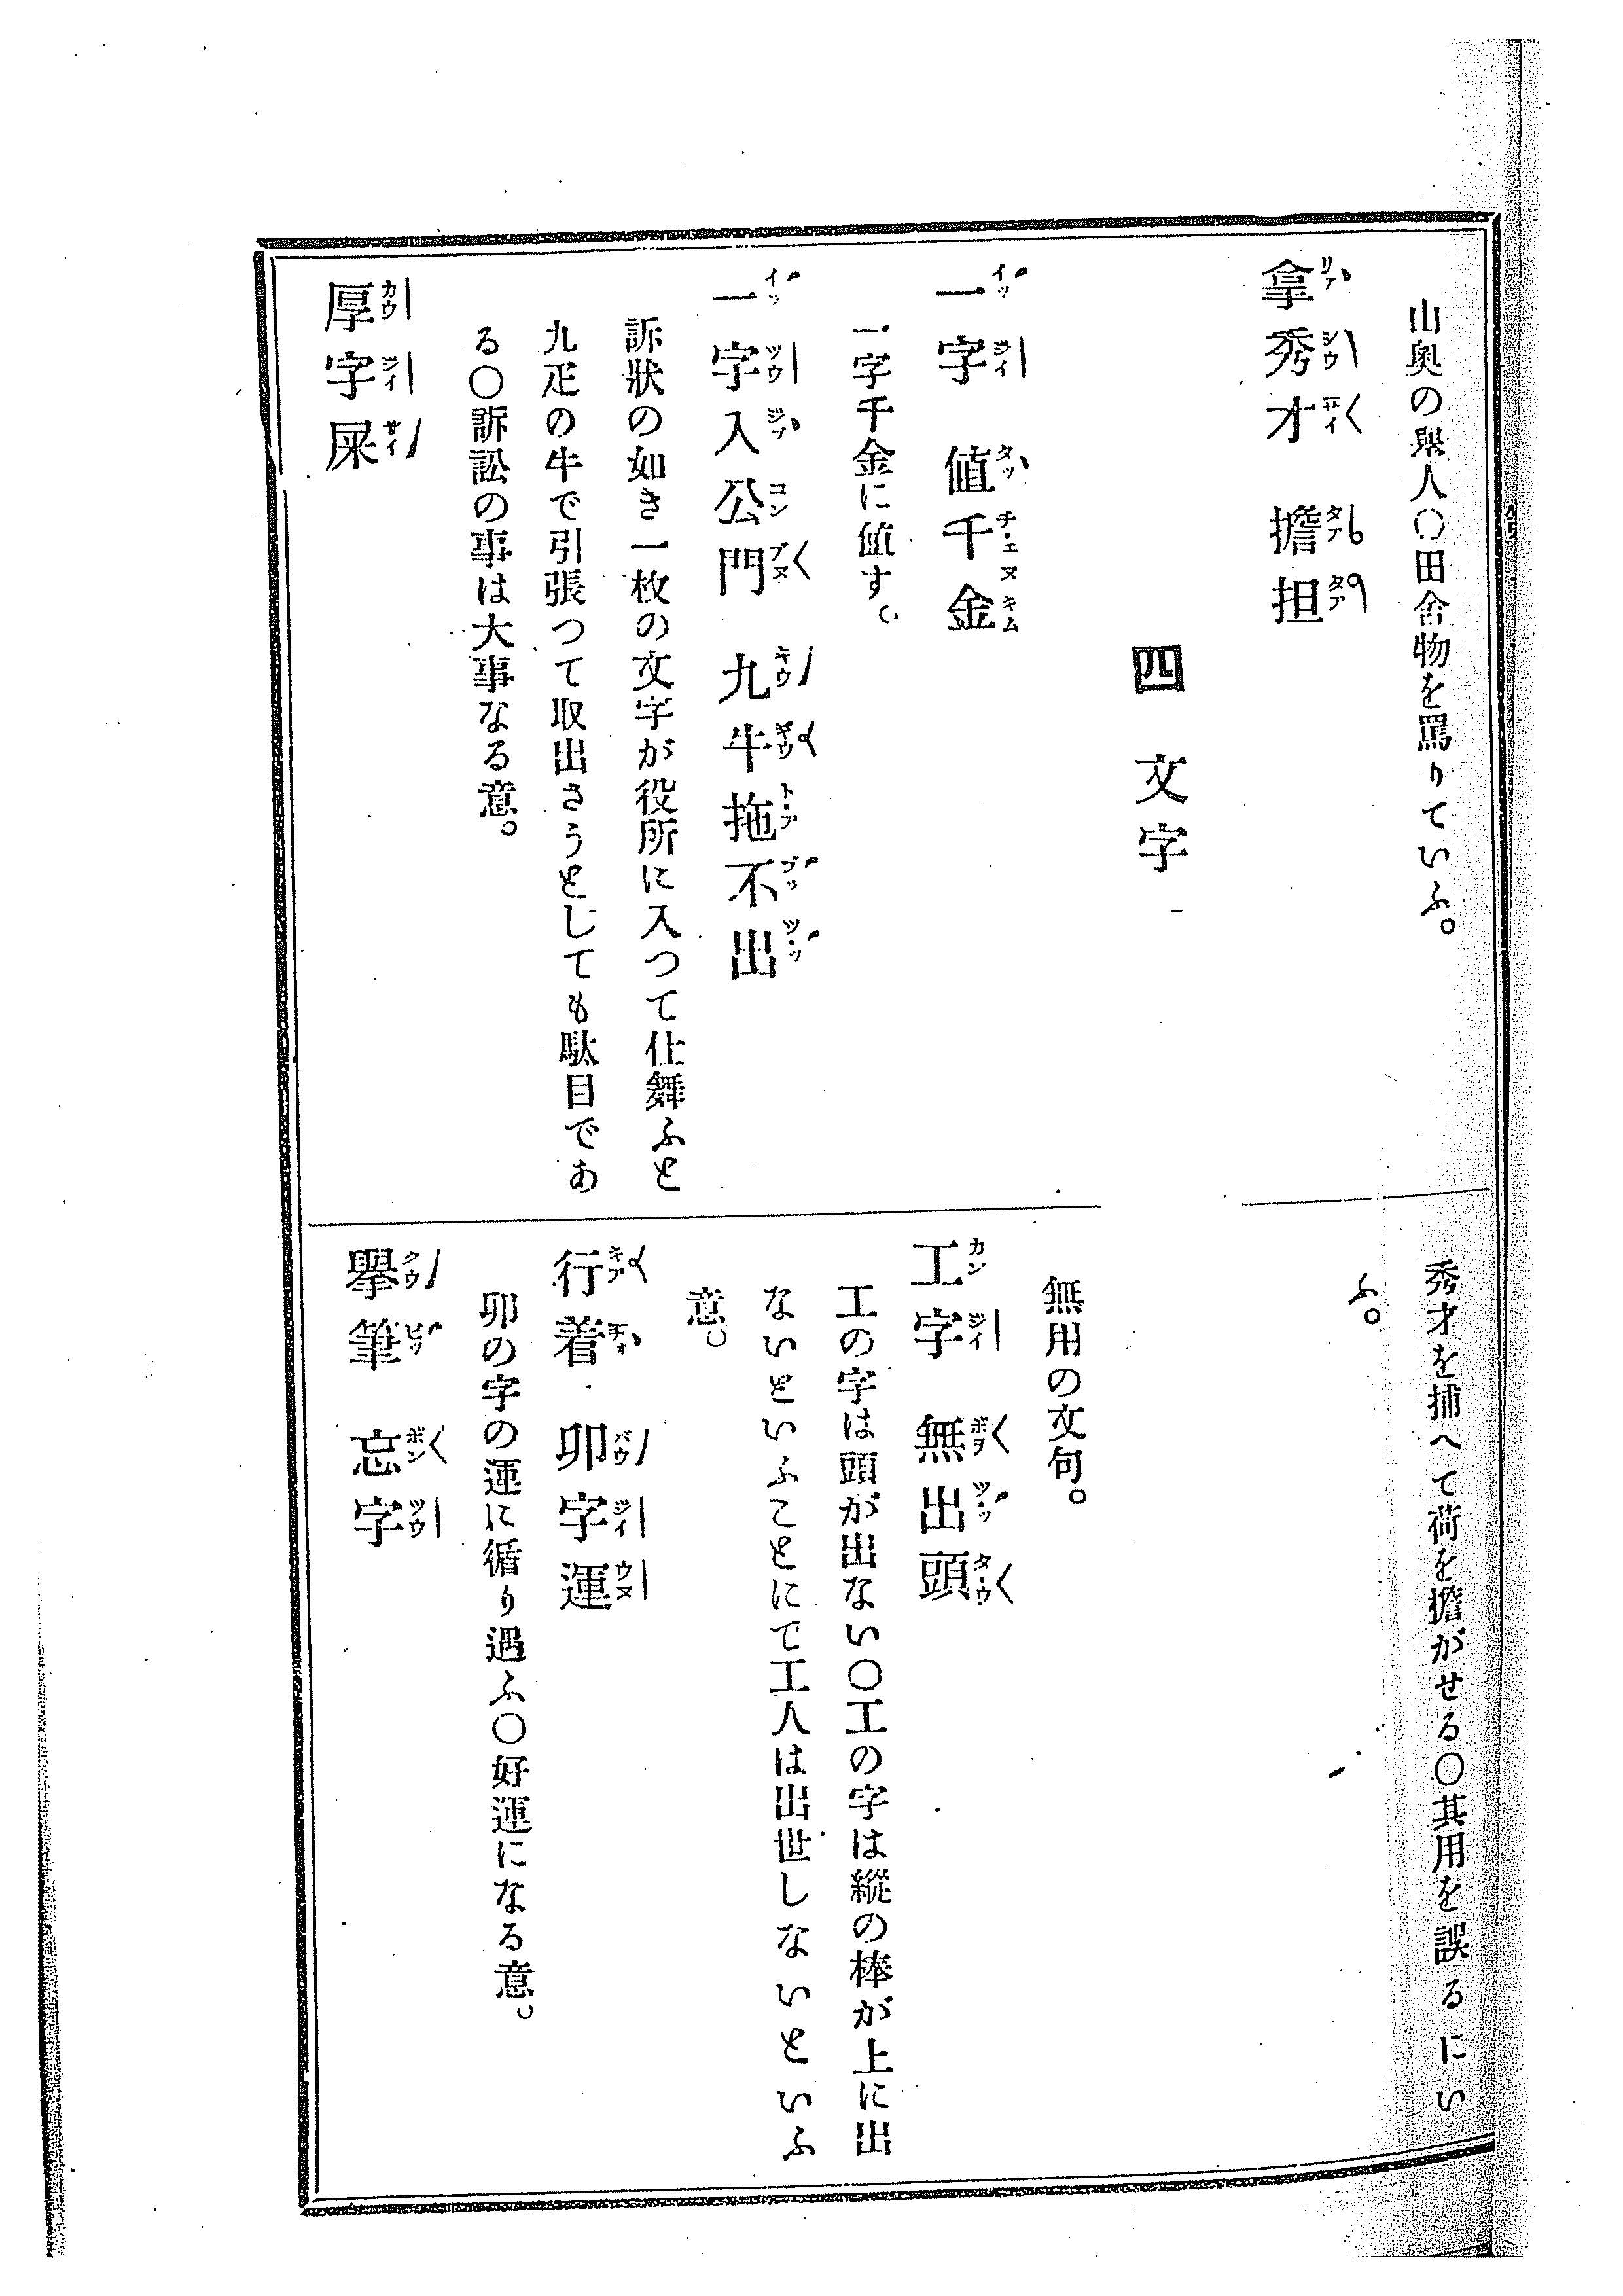 山奥の擧人〇田舎物を罵りていふ。
拿秀才 擔担
秀才を捕へて荷を擔がせる〇其用を誤るにい
ふ。
四 文字
一字 値千金
一字千金に値す。
一字入公門 九牛拖不出
訴狀の如き一枚の文字が役所に入つて仕舞ふと
九疋の牛で引張つて取出さうとしても駄目であ
る〇訴訟の事は大事なる意。
厚字屎
無用の文句。
工字 無出頭
工の字は頭が出ない〇工の字は縱の棒が上に出
ないといふことにて工人は出世しないといふ
意。
行着 卯字運
卯の字の運に循り遇ふ〇好運になる意。
擧筆 忘字